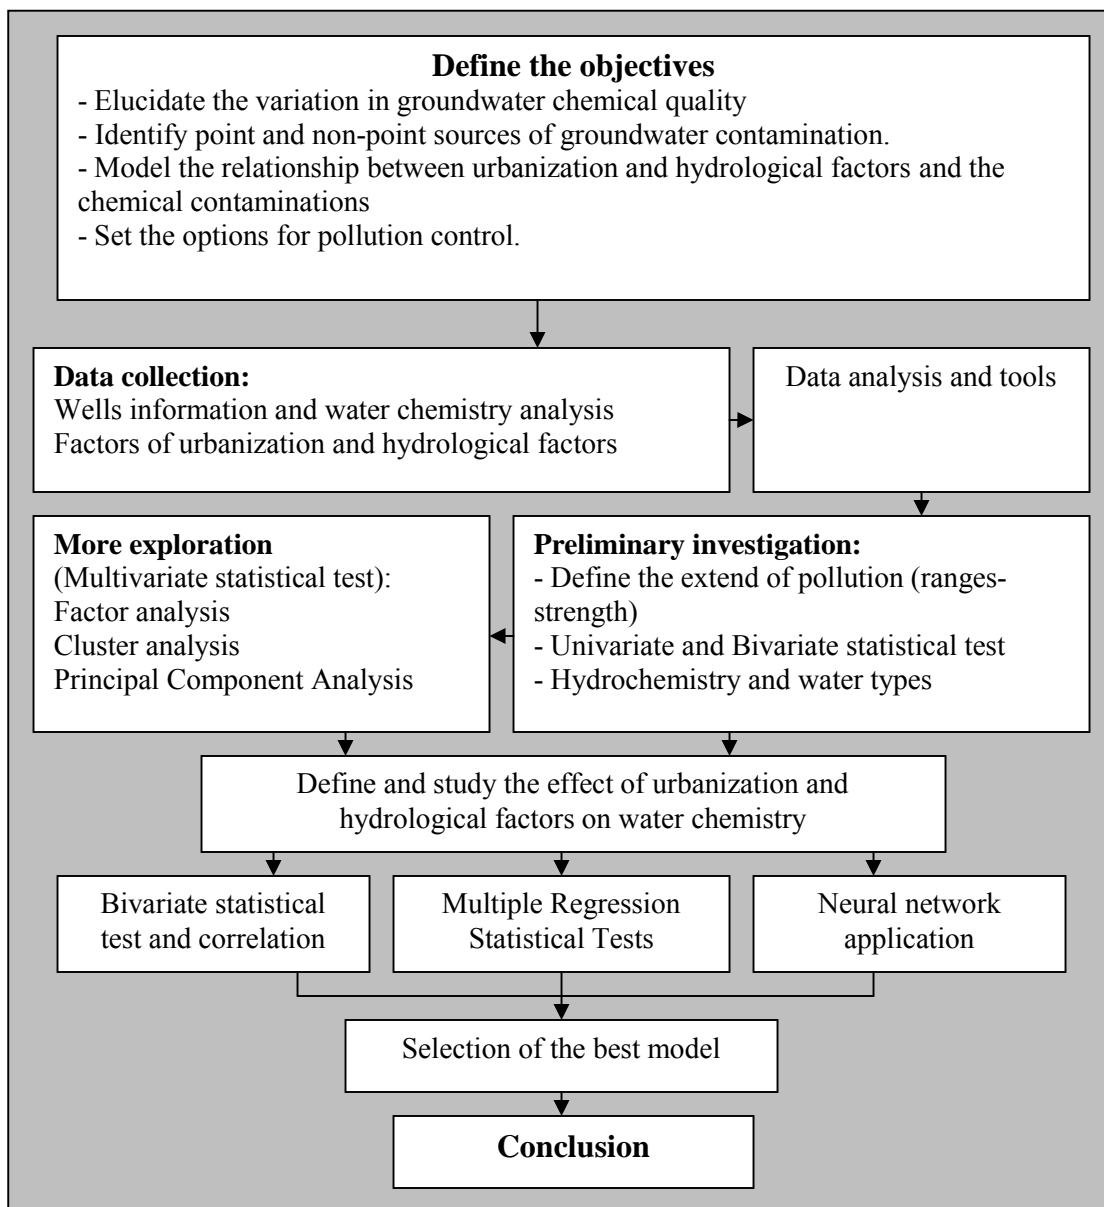 Define the objectives
- Elucidate the variation in groundwater chemical quality
- Identify point and non-point sources of groundwater contamination.
- Model the relationship between urbanization and hydrological factors and the
chemical contaminations
- Set the options for pollution control.
Data collection:
Wells information and water chemistry analysis
Factors of urbanization and hydrological factors
Data analysis and tools
More exploration
(Multivariate statistical test):
Factor analysis
Cluster analysis
Principal Component Analysis
Preliminary investigation:
- Define the extend of pollution (ranges-
strength)
- Univariate and Bivariate statistical test
- Hydrochemistry and water types
Define and study the effect of urbanization and
hydrological factors on water chemistry
Bivariate statistical
test and correlation
Multiple Regression
Statistical Tests
Neural network
application
Selection of the best model
Conclusion